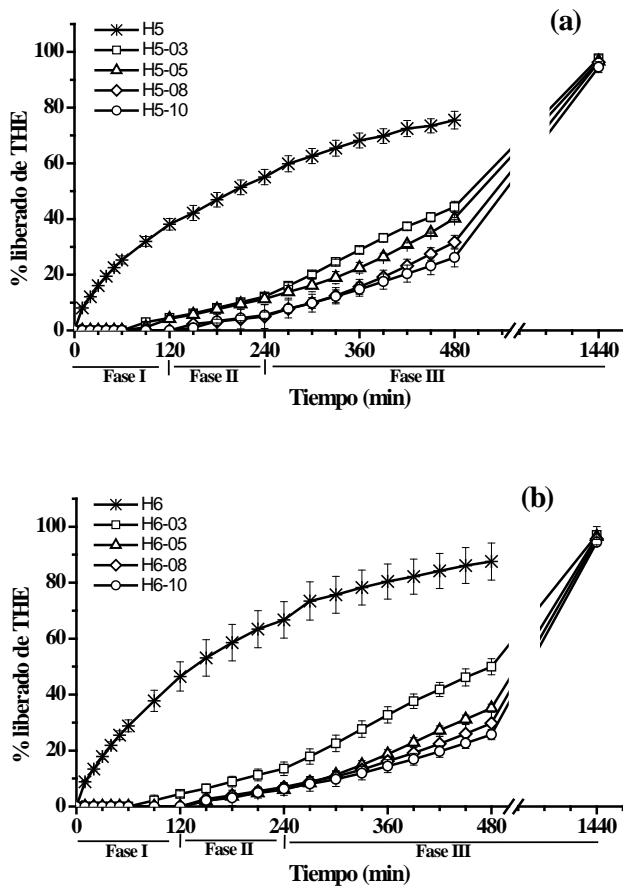 (a)
H5
H5-03
H5-05
H5-08
H5-10
100
80
60
40
20
0
% liberado de THE
0 120 240 360 480 1440
Fase I Fase II Fase III
Tiempo (min)
(b)
H6
H6-03
H6-05
H6-08
H6-10
100
80
60
40
20
0
% liberado de THE
0 120 240 360 480 1440
Fase I Fase II Fase III
Tiempo (min)